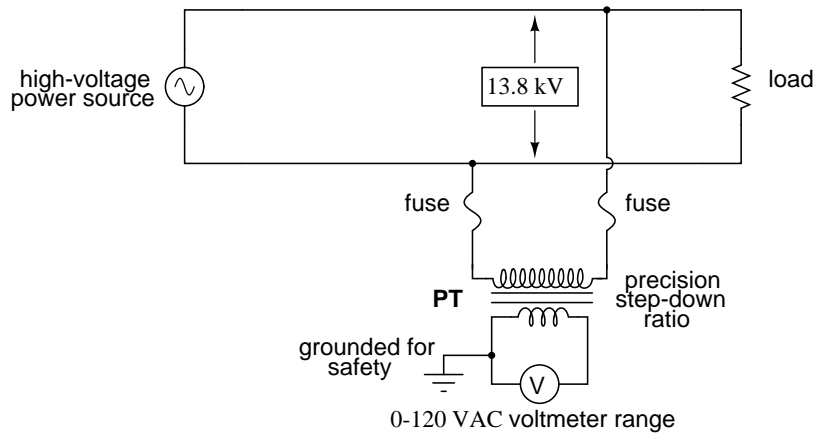 high-voltage
power source
13.8 kV
load
fuse
fuse
PT
precision
step-down
ratio
grounded for
safety
V
0-120 VAC voltmeter range